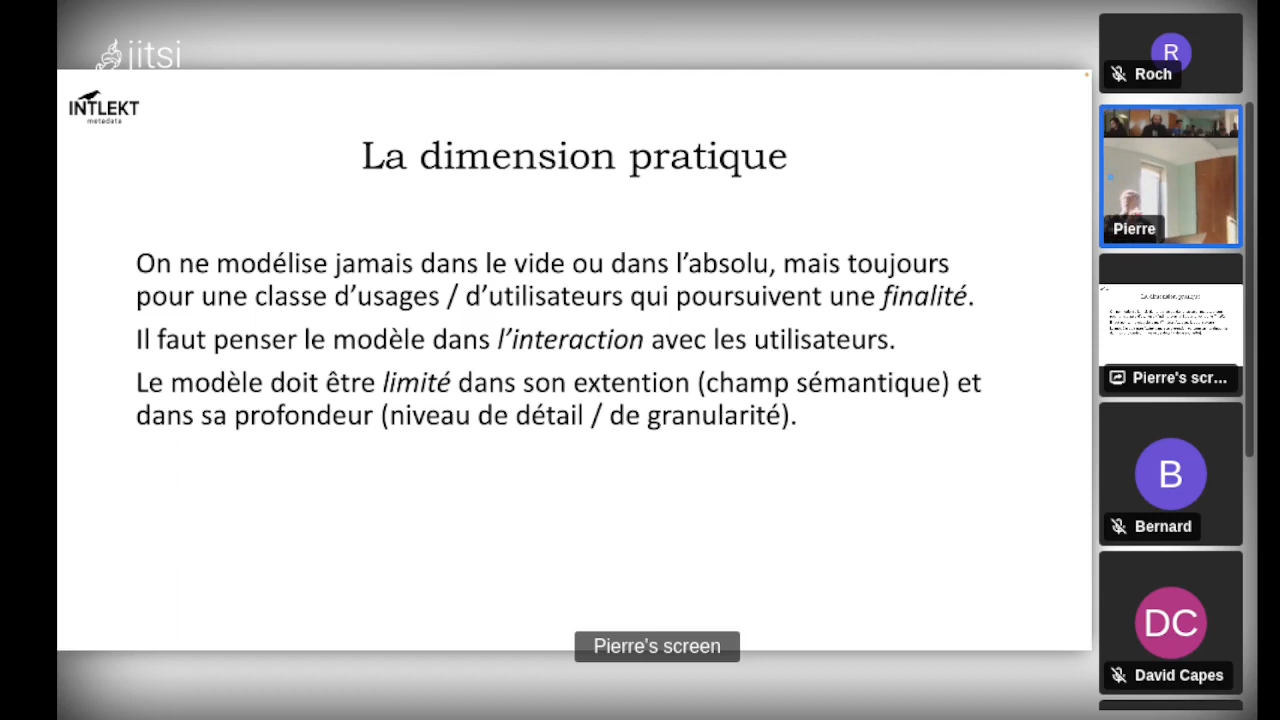 jitsi
INTLEKT
metadata
La dimension pratique
On ne modélise jamais dans le vide ou dans l’absolu, mais toujours
pour une classe d’usages / d’utilisateurs qui poursuivent une finalité.
Il faut penser le modèle dans l’interaction avec les utilisateurs.
Le modèle doit être limité dans son extention (champ sémantique) et
dans sa profondeur (niveau de détail / de granularité).
Pierre's screen
R
Roch
Pierre
La dimension pratique
Pierre's scr...
B
Bernard
DC
David Capes